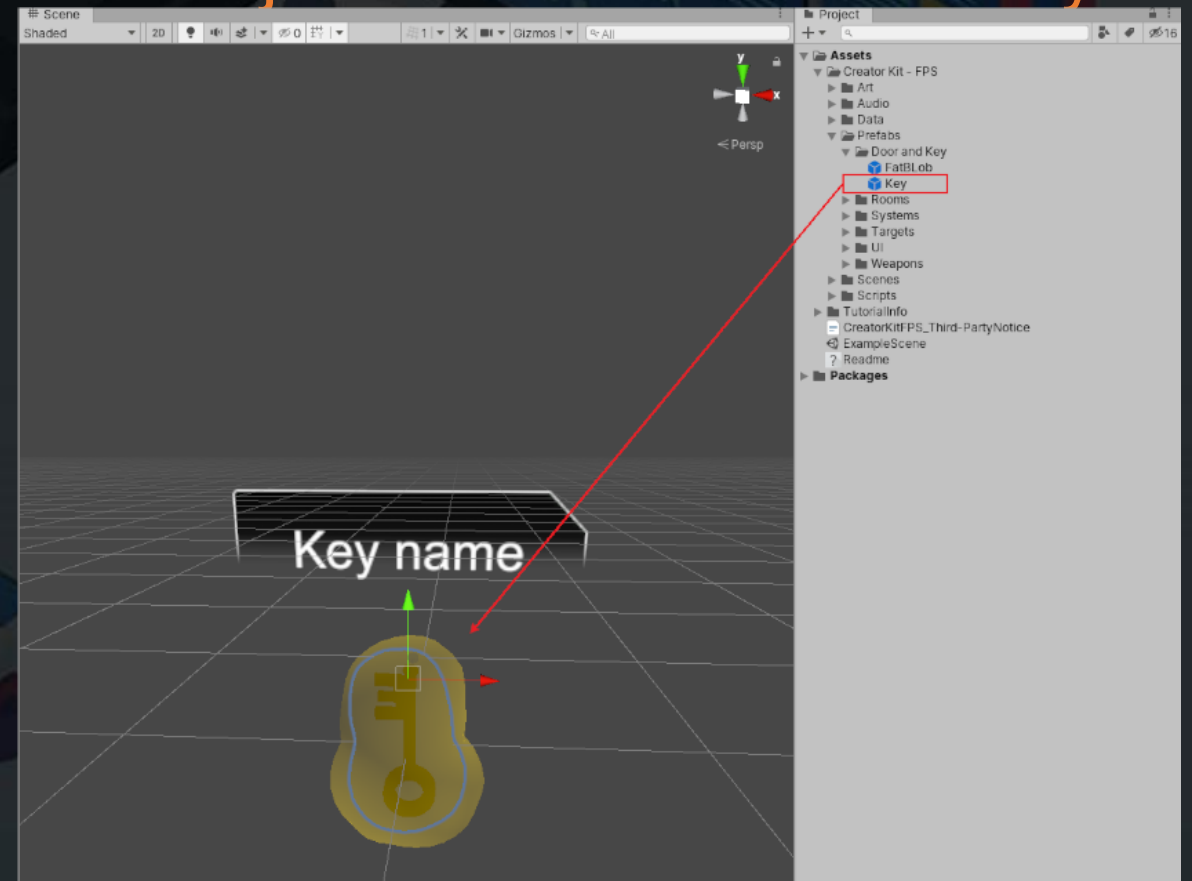 Scene
Shaded
2D
0
1
Gizmos
All
y
x
Persp
Key name
Project
16
Assets
Creator Kit - FPS
Art
Audio
Data
Prefabs
Door and Key
FatBLob
Key
Rooms
Systems
Targets
UI
Weapons
Scenes
Scripts
TutorialInfo
CreatorKitFPS_Third-PartyNotice
ExampleScene
Readme
Packages